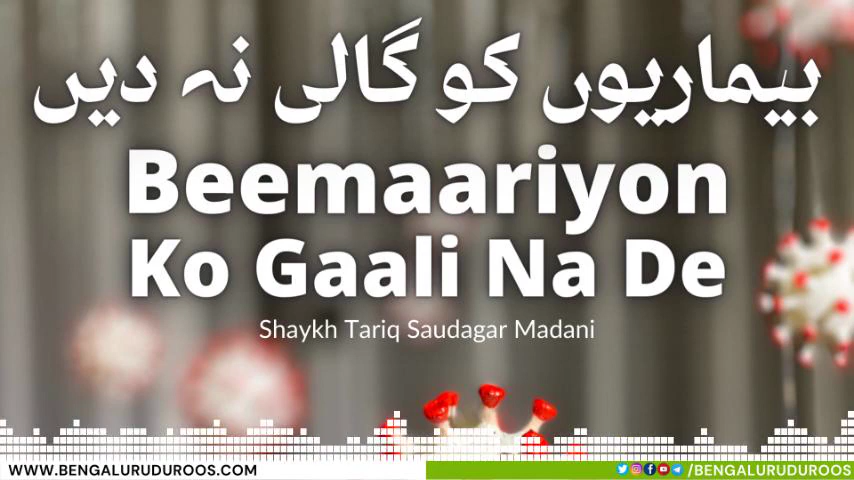 بیماریوں کو گالی نہ دیں
Beemaariyon
Ko Gaali Na De
Shaykh Tariq Saudagar Madani
WWW.BENGALURUDUROOS.COM
/BENGALURUDUROOS